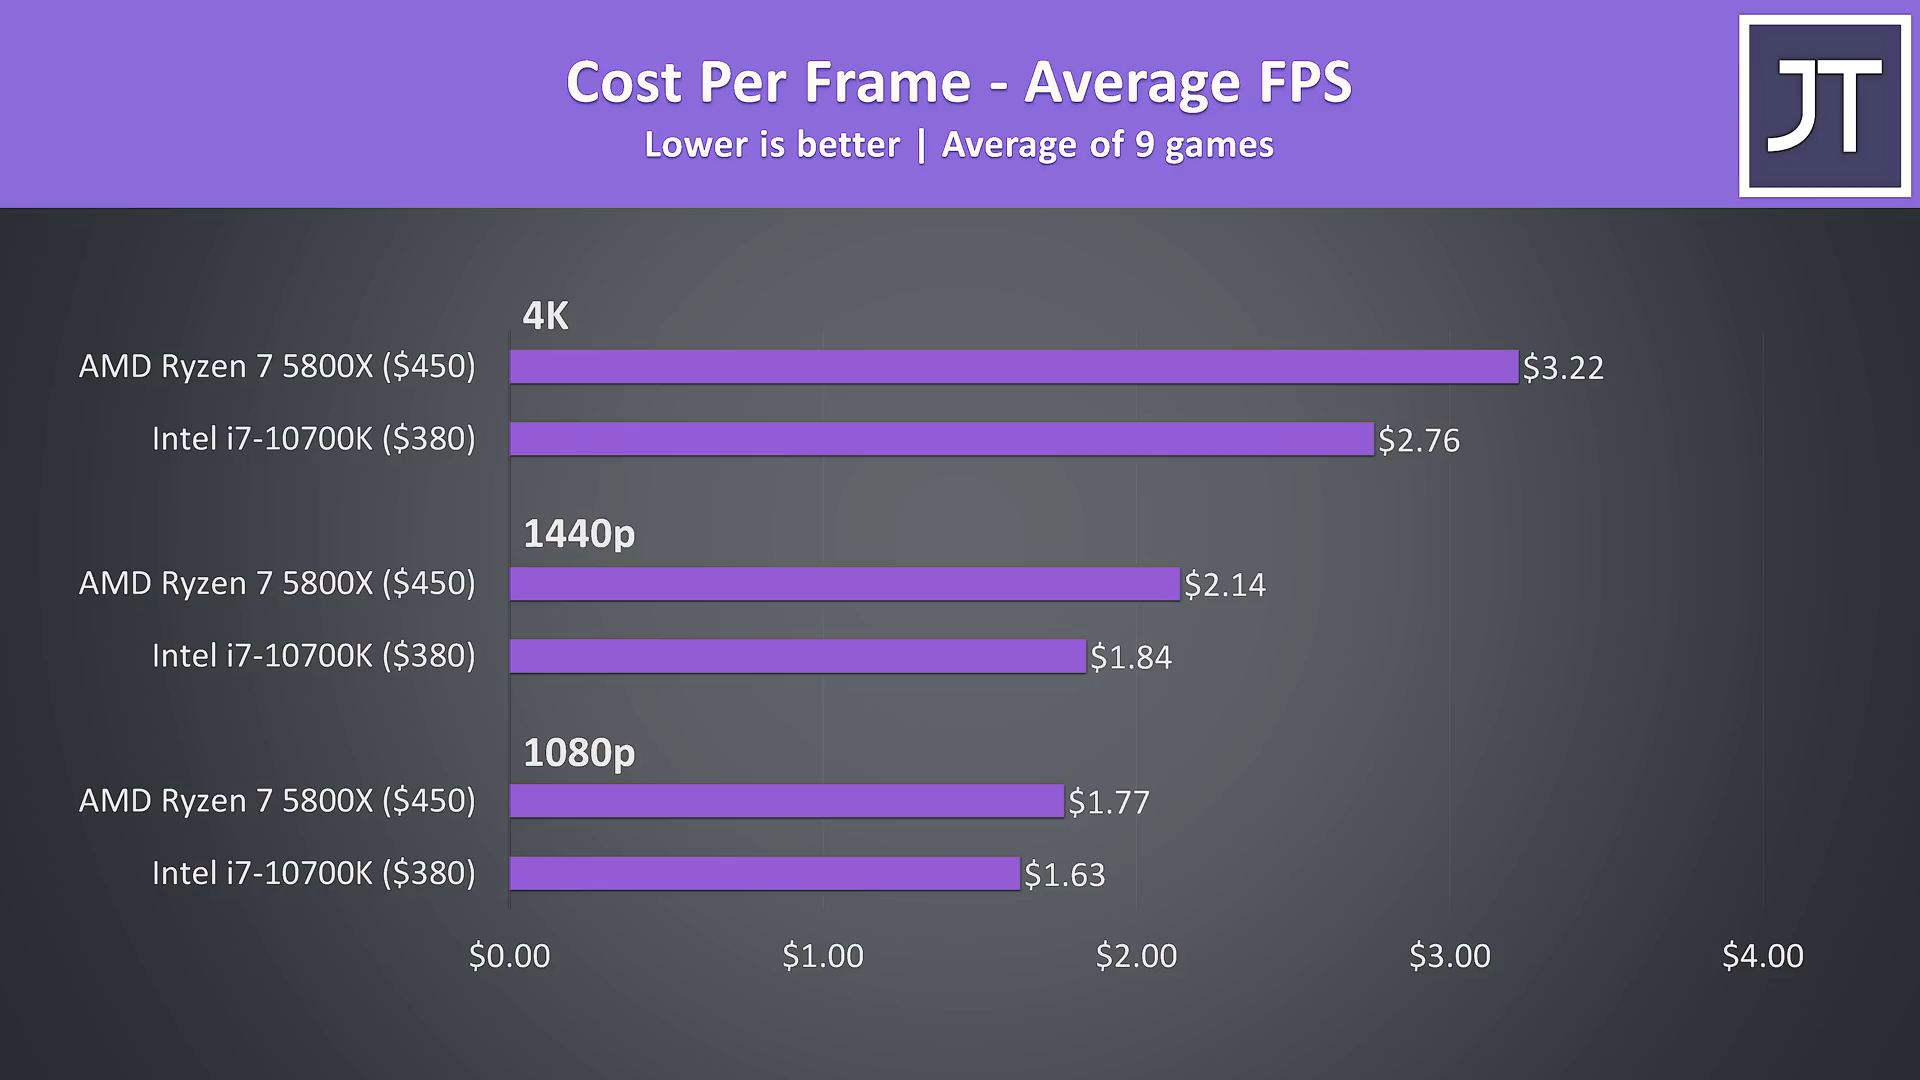 Cost Per Frame - Average FPS
Lower is better | Average of 9 games
JT
4K
AMD Ryzen 7 5800X ($450) $3.22
Intel i7-10700K ($380) $2.76
1440p
AMD Ryzen 7 5800X ($450) $2.14
Intel i7-10700K ($380) $1.84
1080p
AMD Ryzen 7 5800X ($450) $1.77
Intel i7-10700K ($380) $1.63
$0.00 $1.00 $2.00 $3.00 $4.00